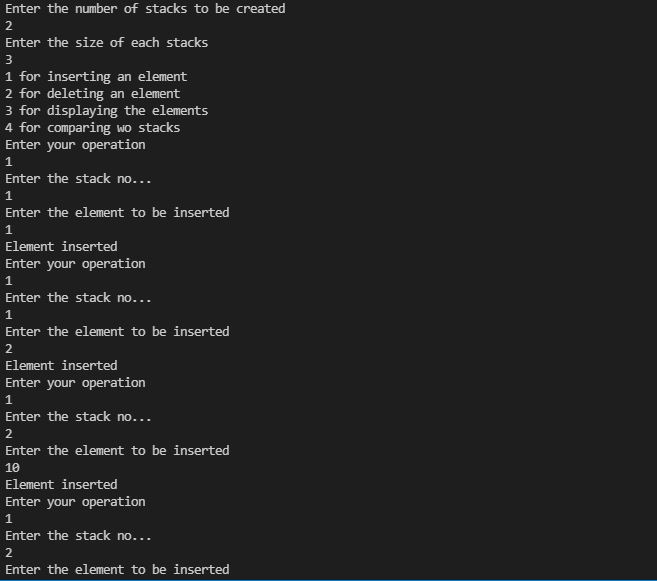 Enter the number of stacks to be created
2
Enter the size of each stacks
3
1 for inserting an element
2 for deleting an element
3 for displaying the elements
4 for comparing wo stacks
Enter your operation
1
Enter the stack no...
1
Enter the element to be inserted
1
Element inserted
Enter your operation
1
Enter the stack no...
1
Enter the element to be inserted
2
Element inserted
Enter your operation
1
Enter the stack no...
2
Enter the element to be inserted
10
Element inserted
Enter your operation
1
Enter the stack no...
2
Enter the element to be inserted